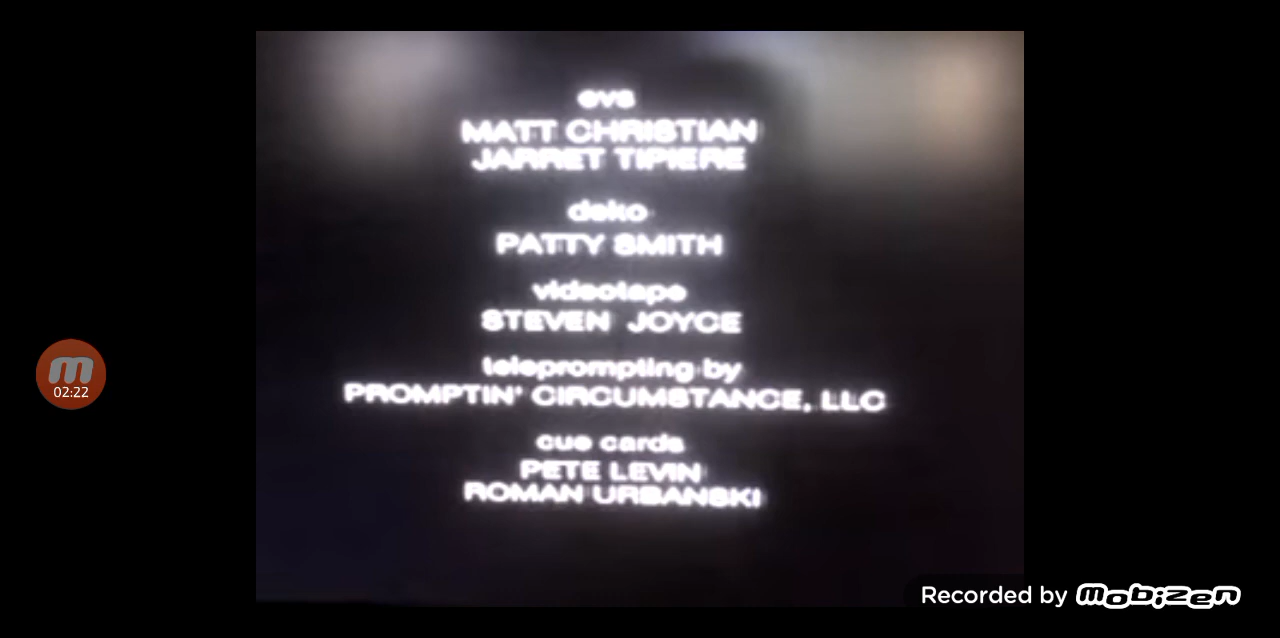 evs
MATT CHRISTIAN
JARRET TIPIERE
deko
PATTY SMITH
videotape
STEVEN JOYCE
teleprompting by
PROMPTIN' CIRCUMSTANCE, LLC
cue cards
PETE LEVIN
ROMAN URBANSKI
m
02:22
Recorded by mobizen